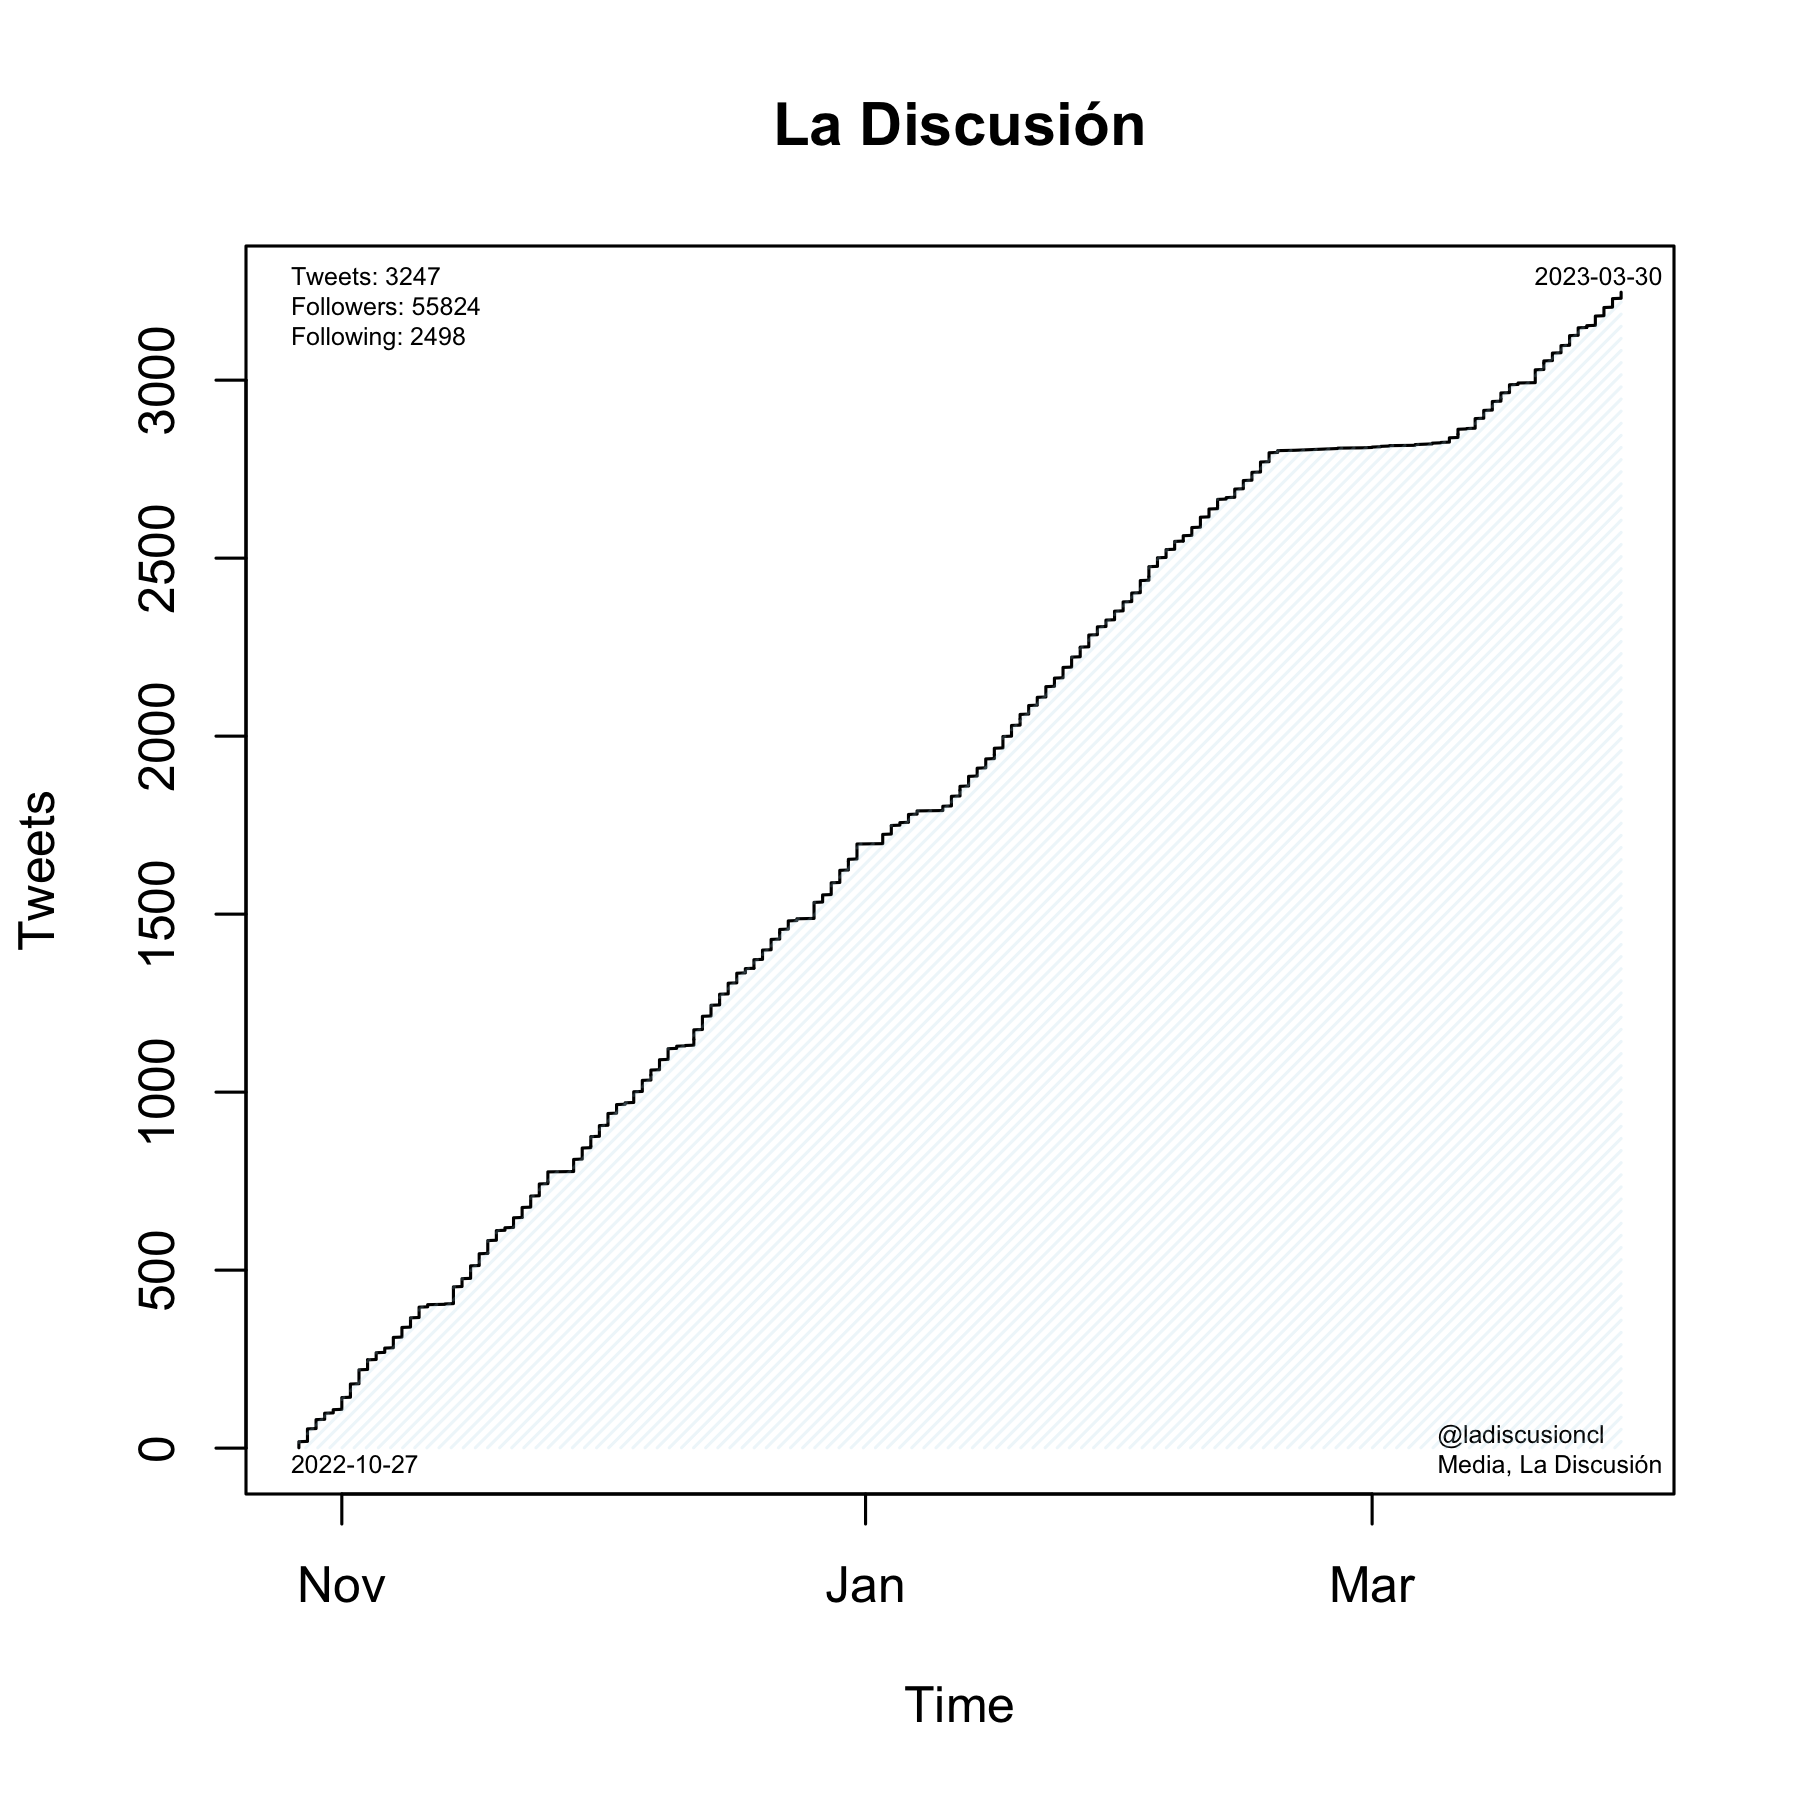 La Discusión
Tweets: 3247
Followers: 55824
Following: 2498
2023-03-30
3000
2500
2000
1500
1000
500
0
Tweets
2022-10-27
@ladiscusioncl
Media, La Discusión
Nov
Jan
Mar
Time